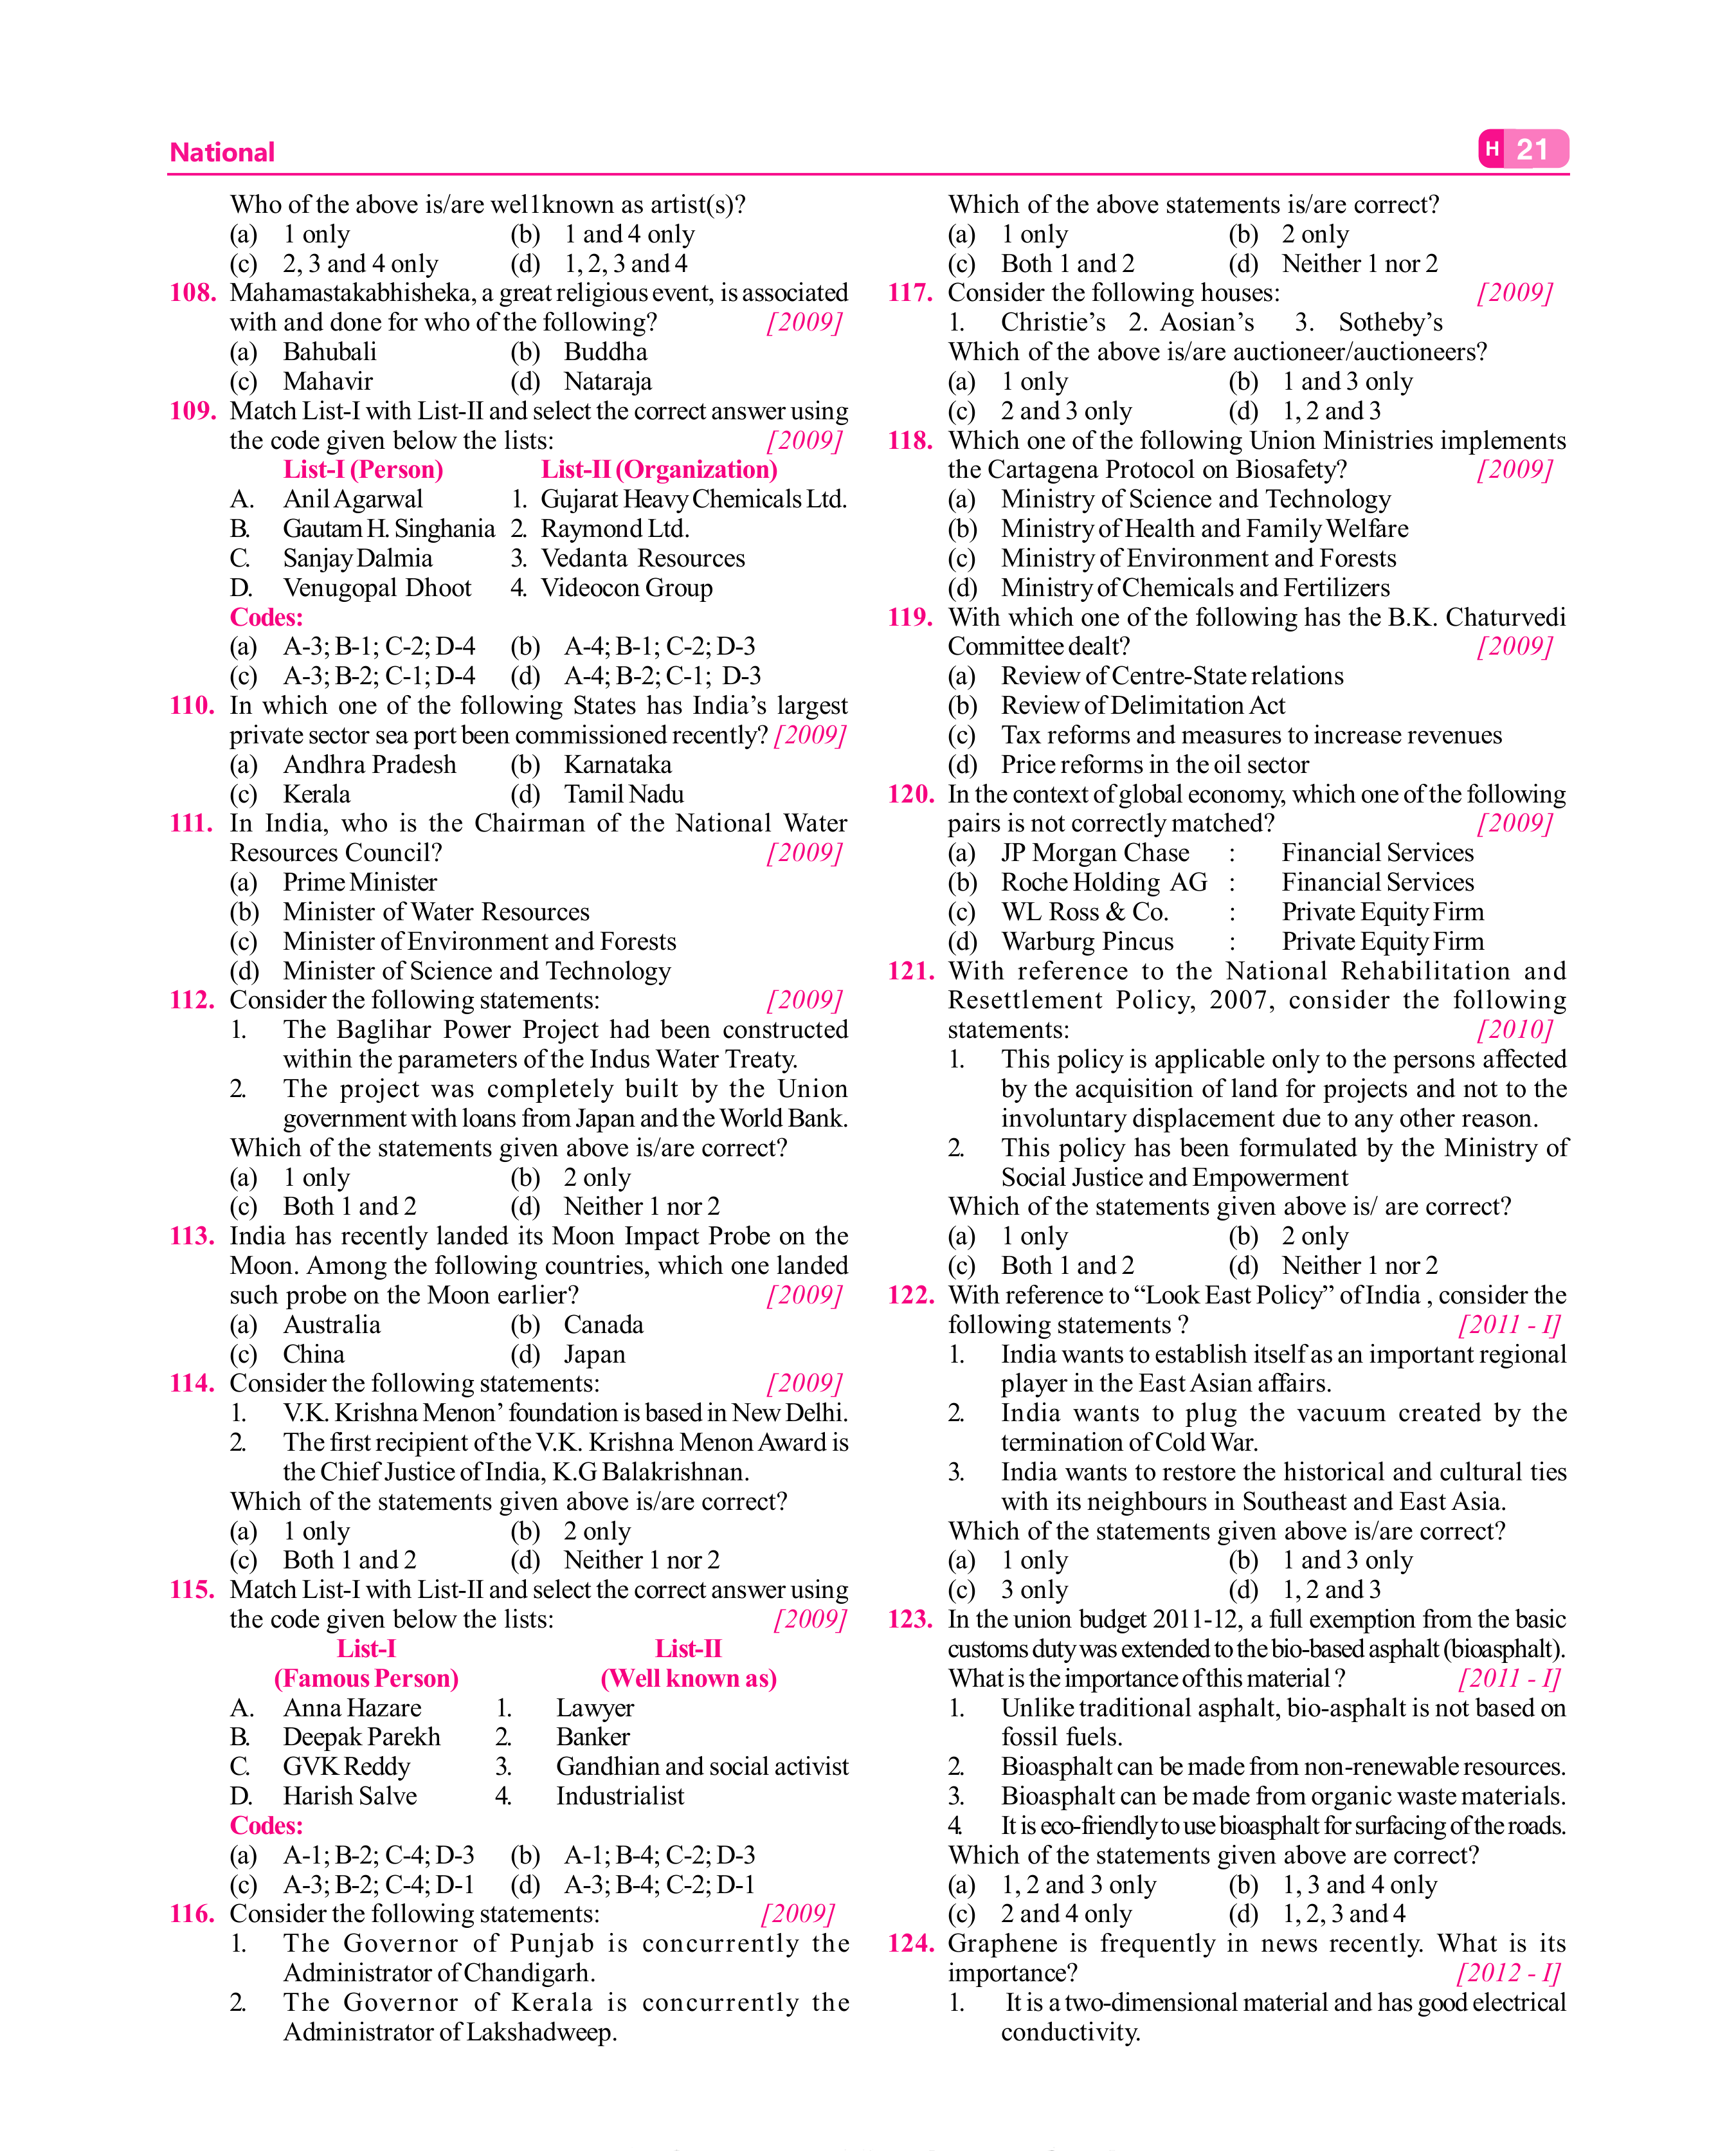 National
H 21
Who of the above is/are wel1known as artist(s)?
(a) 1 only (b) 1 and 4 only
(c) 2, 3 and 4 only (d) 1, 2, 3 and 4
108. Mahamastakabhisheka, a great religious event, is associated
with and done for who of the following? [2009]
(a) Bahubali (b) Buddha
(c) Mahavir (d) Nataraja
109. Match List-I with List-II and select the correct answer using
the code given below the lists: [2009]
List-I (Person) List-II (Organization)
A. Anil Agarwal 1. Gujarat Heavy Chemicals Ltd.
B. Gautam H. Singhania 2. Raymond Ltd.
C. Sanjay Dalmia 3. Vedanta Resources
D. Venugopal Dhoot 4. Videocon Group
Codes:
(a) A-3; B-1; C-2; D-4 (b) A-4; B-1; C-2; D-3
(c) A-3; B-2; C-1; D-4 (d) A-4; B-2; C-1; D-3
110. In which one of the following States has India’s largest
private sector sea port been commissioned recently? [2009]
(a) Andhra Pradesh (b) Karnataka
(c) Kerala (d) Tamil Nadu
111. In India, who is the Chairman of the National Water
Resources Council? [2009]
(a) Prime Minister
(b) Minister of Water Resources
(c) Minister of Environment and Forests
(d) Minister of Science and Technology
112. Consider the following statements: [2009]
1. The Baglihar Power Project had been constructed
within the parameters of the Indus Water Treaty.
2. The project was completely built by the Union
government with loans from Japan and the World Bank.
Which of the statements given above is/are correct?
(a) 1 only (b) 2 only
(c) Both 1 and 2 (d) Neither 1 nor 2
113. India has recently landed its Moon Impact Probe on the
Moon. Among the following countries, which one landed
such probe on the Moon earlier? [2009]
(a) Australia (b) Canada
(c) China (d) Japan
114. Consider the following statements: [2009]
1. V.K. Krishna Menon’ foundation is based in New Delhi.
2. The first recipient of the V.K. Krishna Menon Award is
the Chief Justice of India, K.G Balakrishnan.
Which of the statements given above is/are correct?
(a) 1 only (b) 2 only
(c) Both 1 and 2 (d) Neither 1 nor 2
115. Match List-I with List-II and select the correct answer using
the code given below the lists: [2009]
List-I List-II
(Famous Person) (Well known as)
A. Anna Hazare 1. Lawyer
B. Deepak Parekh 2. Banker
C. GVK Reddy 3. Gandhian and social activist
D. Harish Salve 4. Industrialist
Codes:
(a) A-1; B-2; C-4; D-3 (b) A-1; B-4; C-2; D-3
(c) A-3; B-2; C-4; D-1 (d) A-3; B-4; C-2; D-1
116. Consider the following statements: [2009]
1. The Governor of Punjab is concurrently the
Administrator of Chandigarh.
2. The Governor of Kerala is concurrently the
Administrator of Lakshadweep.
Which of the above statements is/are correct?
(a) 1 only (b) 2 only
(c) Both 1 and 2 (d) Neither 1 nor 2
117. Consider the following houses: [2009]
1. Christie’s 2. Aosian’s 3. Sotheby’s
Which of the above is/are auctioneer/auctioneers?
(a) 1 only (b) 1 and 3 only
(c) 2 and 3 only (d) 1, 2 and 3
118. Which one of the following Union Ministries implements
the Cartagena Protocol on Biosafety? [2009]
(a) Ministry of Science and Technology
(b) Ministry of Health and Family Welfare
(c) Ministry of Environment and Forests
(d) Ministry of Chemicals and Fertilizers
119. With which one of the following has the B.K. Chaturvedi
Committee dealt? [2009]
(a) Review of Centre-State relations
(b) Review of Delimitation Act
(c) Tax reforms and measures to increase revenues
(d) Price reforms in the oil sector
120. In the context of global economy, which one of the following
pairs is not correctly matched? [2009]
(a) JP Morgan Chase : Financial Services
(b) Roche Holding AG : Financial Services
(c) WL Ross & Co. : Private Equity Firm
(d) Warburg Pincus : Private Equity Firm
121. With reference to the National Rehabilitation and
Resettlement Policy, 2007, consider the following
statements: [2010]
1. This policy is applicable only to the persons affected
by the acquisition of land for projects and not to the
involuntary displacement due to any other reason.
2. This policy has been formulated by the Ministry of
Social Justice and Empowerment
Which of the statements given above is/ are correct?
(a) 1 only (b) 2 only
(c) Both 1 and 2 (d) Neither 1 nor 2
122. With reference to “Look East Policy” of India , consider the
following statements ? [2011 - I]
1. India wants to establish itself as an important regional
player in the East Asian affairs.
2. India wants to plug the vacuum created by the
termination of Cold War.
3. India wants to restore the historical and cultural ties
with its neighbours in Southeast and East Asia.
Which of the statements given above is/are correct?
(a) 1 only (b) 1 and 3 only
(c) 3 only (d) 1, 2 and 3
123. In the union budget 2011-12, a full exemption from the basic
customs duty was extended to the bio-based asphalt (bioasphalt).
What is the importance of this material ? [2011 - I]
1. Unlike traditional asphalt, bio-asphalt is not based on
fossil fuels.
2. Bioasphalt can be made from non-renewable resources.
3. Bioasphalt can be made from organic waste materials.
4. It is eco-friendly to use bioasphalt for surfacing of the roads.
Which of the statements given above are correct?
(a) 1, 2 and 3 only (b) 1, 3 and 4 only
(c) 2 and 4 only (d) 1, 2, 3 and 4
124. Graphene is frequently in news recently. What is its
importance? [2012 - I]
1. It is a two-dimensional material and has good electrical
conductivity.